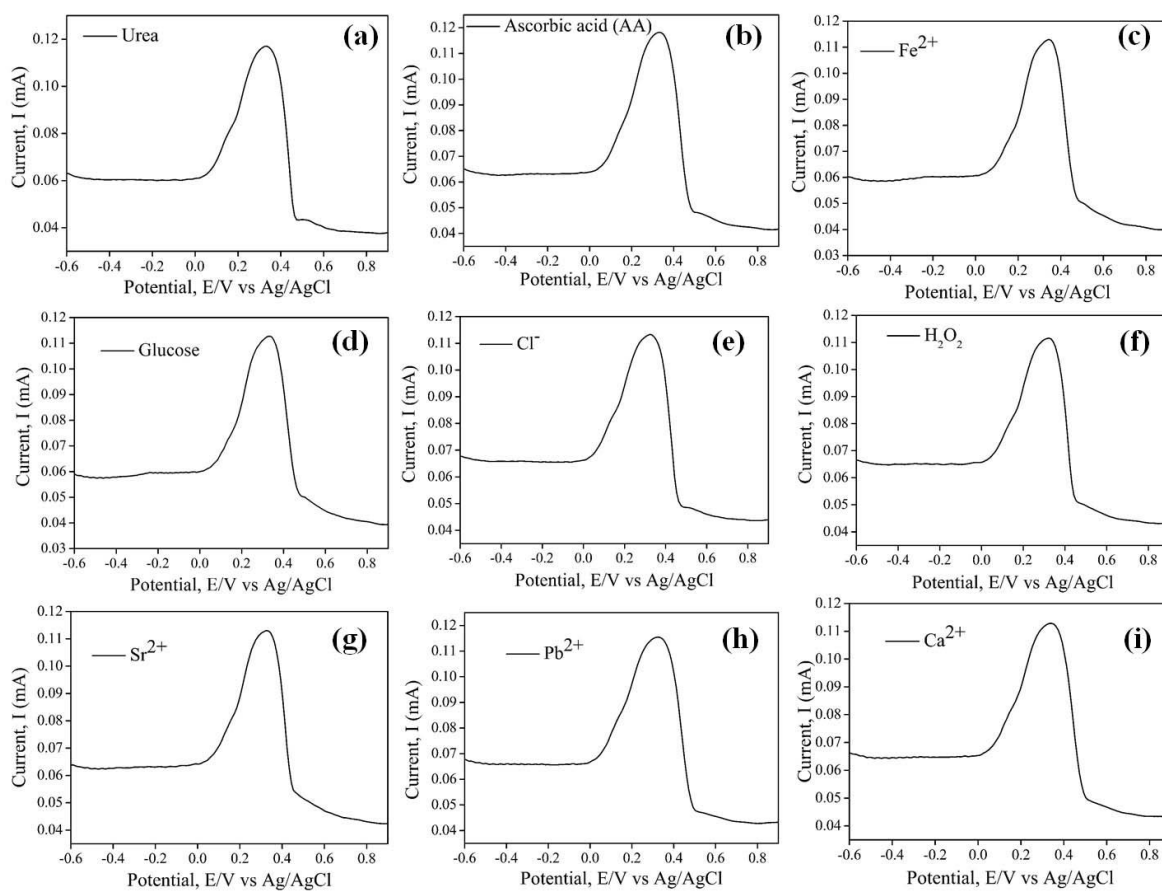 Urea
(a)
0.12
0.10
0.08
0.06
0.04
Current, I (mA)
-0.6 -0.4 -0.2 0.0 0.2 0.4 0.6 0.8
Potential, E/V vs Ag/AgCl
Ascorbic acid (AA)
(b)
0.12
0.11
0.10
0.09
0.08
0.07
0.06
0.05
0.04
Current, I (mA)
-0.6 -0.4 -0.2 0.0 0.2 0.4 0.6 0.8
Potential, E/V vs Ag/AgCl
Fe2+
(c)
0.12
0.11
0.10
0.09
0.08
0.07
0.06
0.05
0.04
0.03
Current, I (mA)
-0.6 -0.4 -0.2 0.0 0.2 0.4 0.6 0.8
Potential, E/V vs Ag/AgCl
Glucose
(d)
0.12
0.11
0.10
0.09
0.08
0.07
0.06
0.05
0.04
0.03
Current, I (mA)
-0.6 -0.4 -0.2 0.0 0.2 0.4 0.6 0.8
Potential, E/V vs Ag/AgCl
Cl-
(e)
0.12
0.11
0.10
0.09
0.08
0.07
0.06
0.05
0.04
Current, I (mA)
-0.6 -0.4 -0.2 0.0 0.2 0.4 0.6 0.8
Potential, E/V vs Ag/AgCl
H2O2
(f)
0.12
0.11
0.10
0.09
0.08
0.07
0.06
0.05
0.04
Current, I (mA)
-0.6 -0.4 -0.2 0.0 0.2 0.4 0.6 0.8
Potential, E/V vs Ag/AgCl
Sr2+
(g)
0.12
0.11
0.10
0.09
0.08
0.07
0.06
0.05
0.04
Current, I (mA)
-0.6 -0.4 -0.2 0.0 0.2 0.4 0.6 0.8
Potential, E/V vs Ag/AgCl
Pb2+
(h)
0.12
0.11
0.10
0.09
0.08
0.07
0.06
0.05
0.04
Current, I (mA)
-0.6 -0.4 -0.2 0.0 0.2 0.4 0.6 0.8
Potential, E/V vs Ag/AgCl
Ca2+
(i)
0.12
0.11
0.10
0.09
0.08
0.07
0.06
0.05
0.04
Current, I (mA)
-0.6 -0.4 -0.2 0.0 0.2 0.4 0.6 0.8
Potential, E/V vs Ag/AgCl